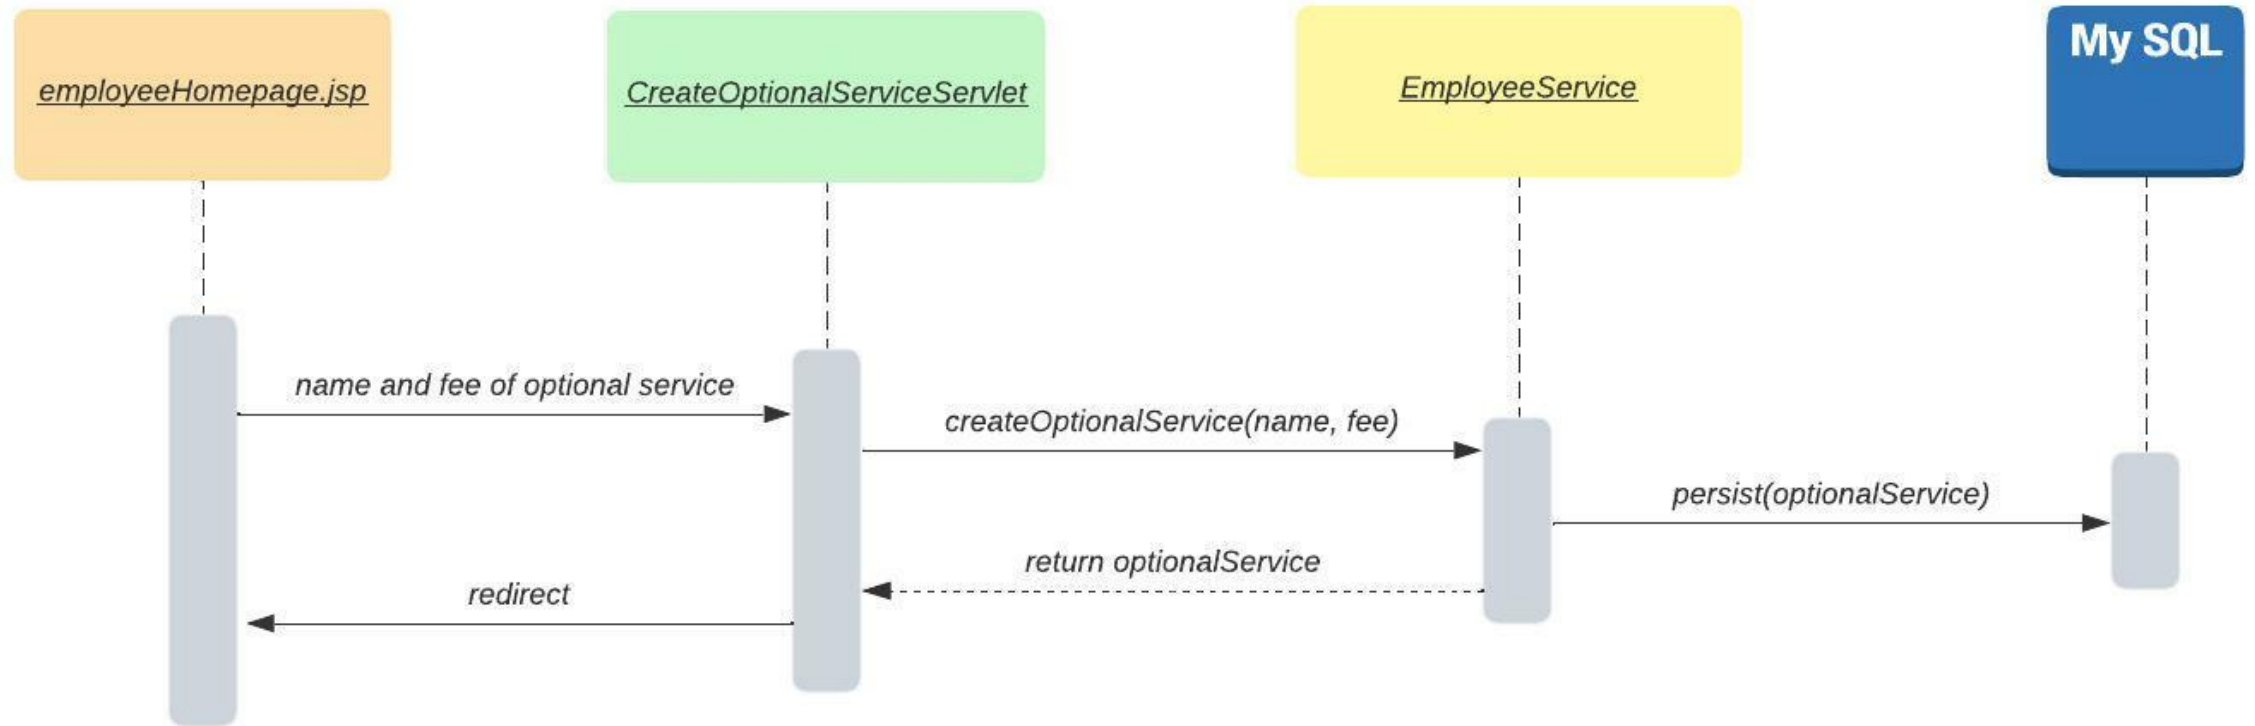 employeeHomepage.jsp
CreateOptionalServiceServlet
EmployeeService
My SQL
name and fee of optional service
createOptionalService(name, fee)
persist(optionalService)
return optionalService
redirect